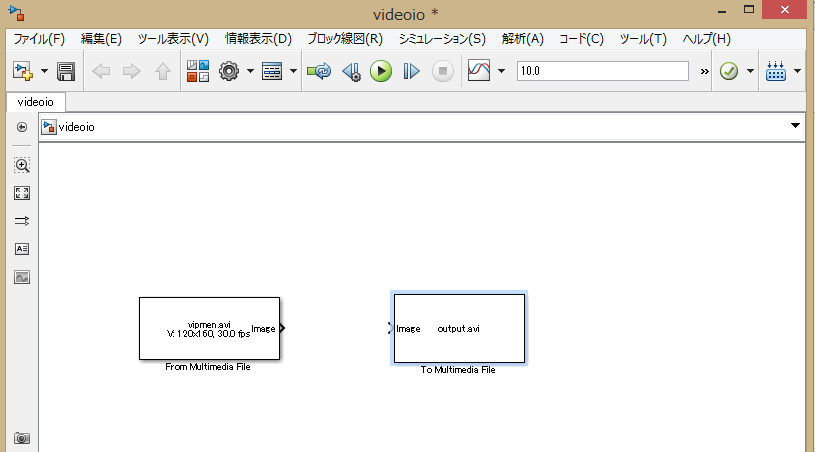 videoio *
ファイル(F) 編集(E) ツール表示(V) 情報表示(D) ブロック線図(R) シミュレーション(S) 解析(A) コード(C) ツール(T) ヘルプ(H)
10.0
videoio
videoio
vipmen.avi
V: 120x160, 30.0 fps
Image
From Multimedia File
Image
output.avi
To Multimedia File